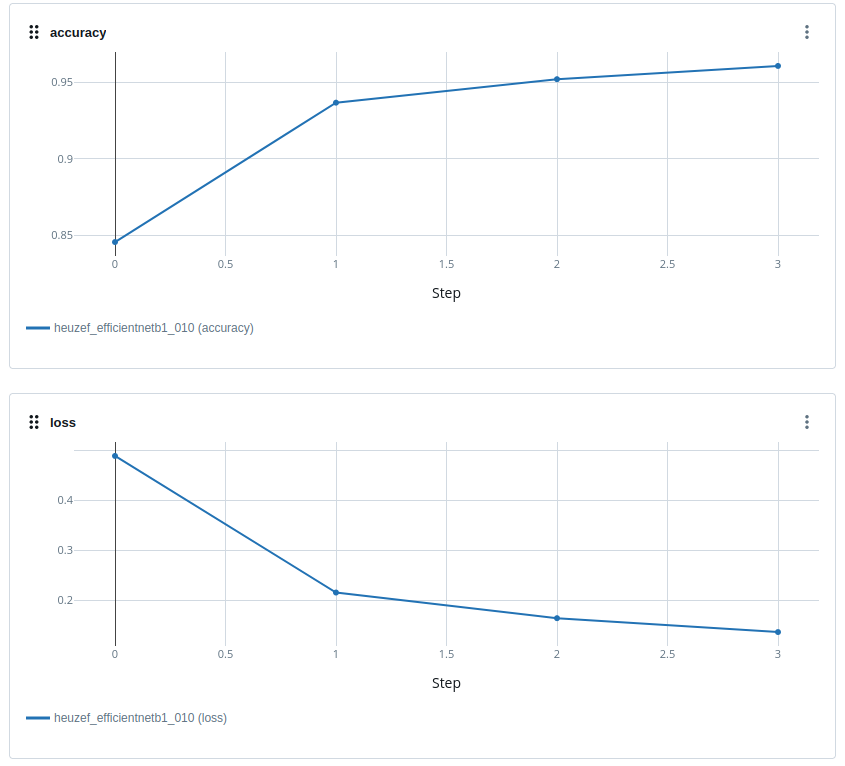 accuracy
0.95
0.9
0.85
0 0.5 1 1.5 2 2.5 3
Step
heuzef_efficientnetb1_010 (accuracy)
loss
0.4
0.3
0.2
0 0.5 1 1.5 2 2.5 3
Step
heuzef_efficientnetb1_010 (loss)